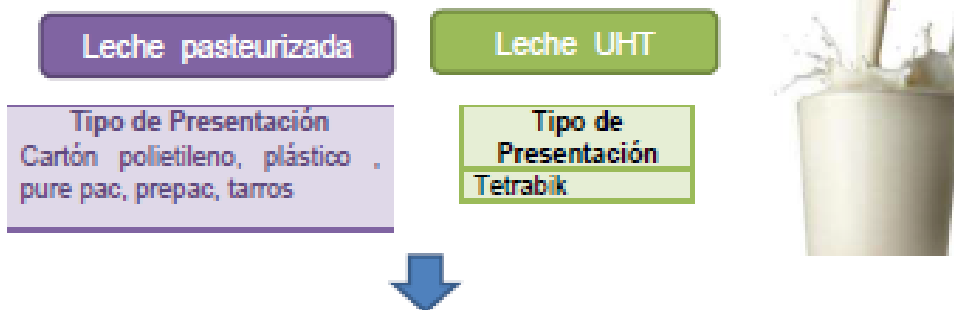 Leche pasteurizada
Leche UHT
Tipo de Presentación
Cartón polietileno, plástico ,
pure pac, prepac, tarros
Tipo de
Presentación
Tetrabik